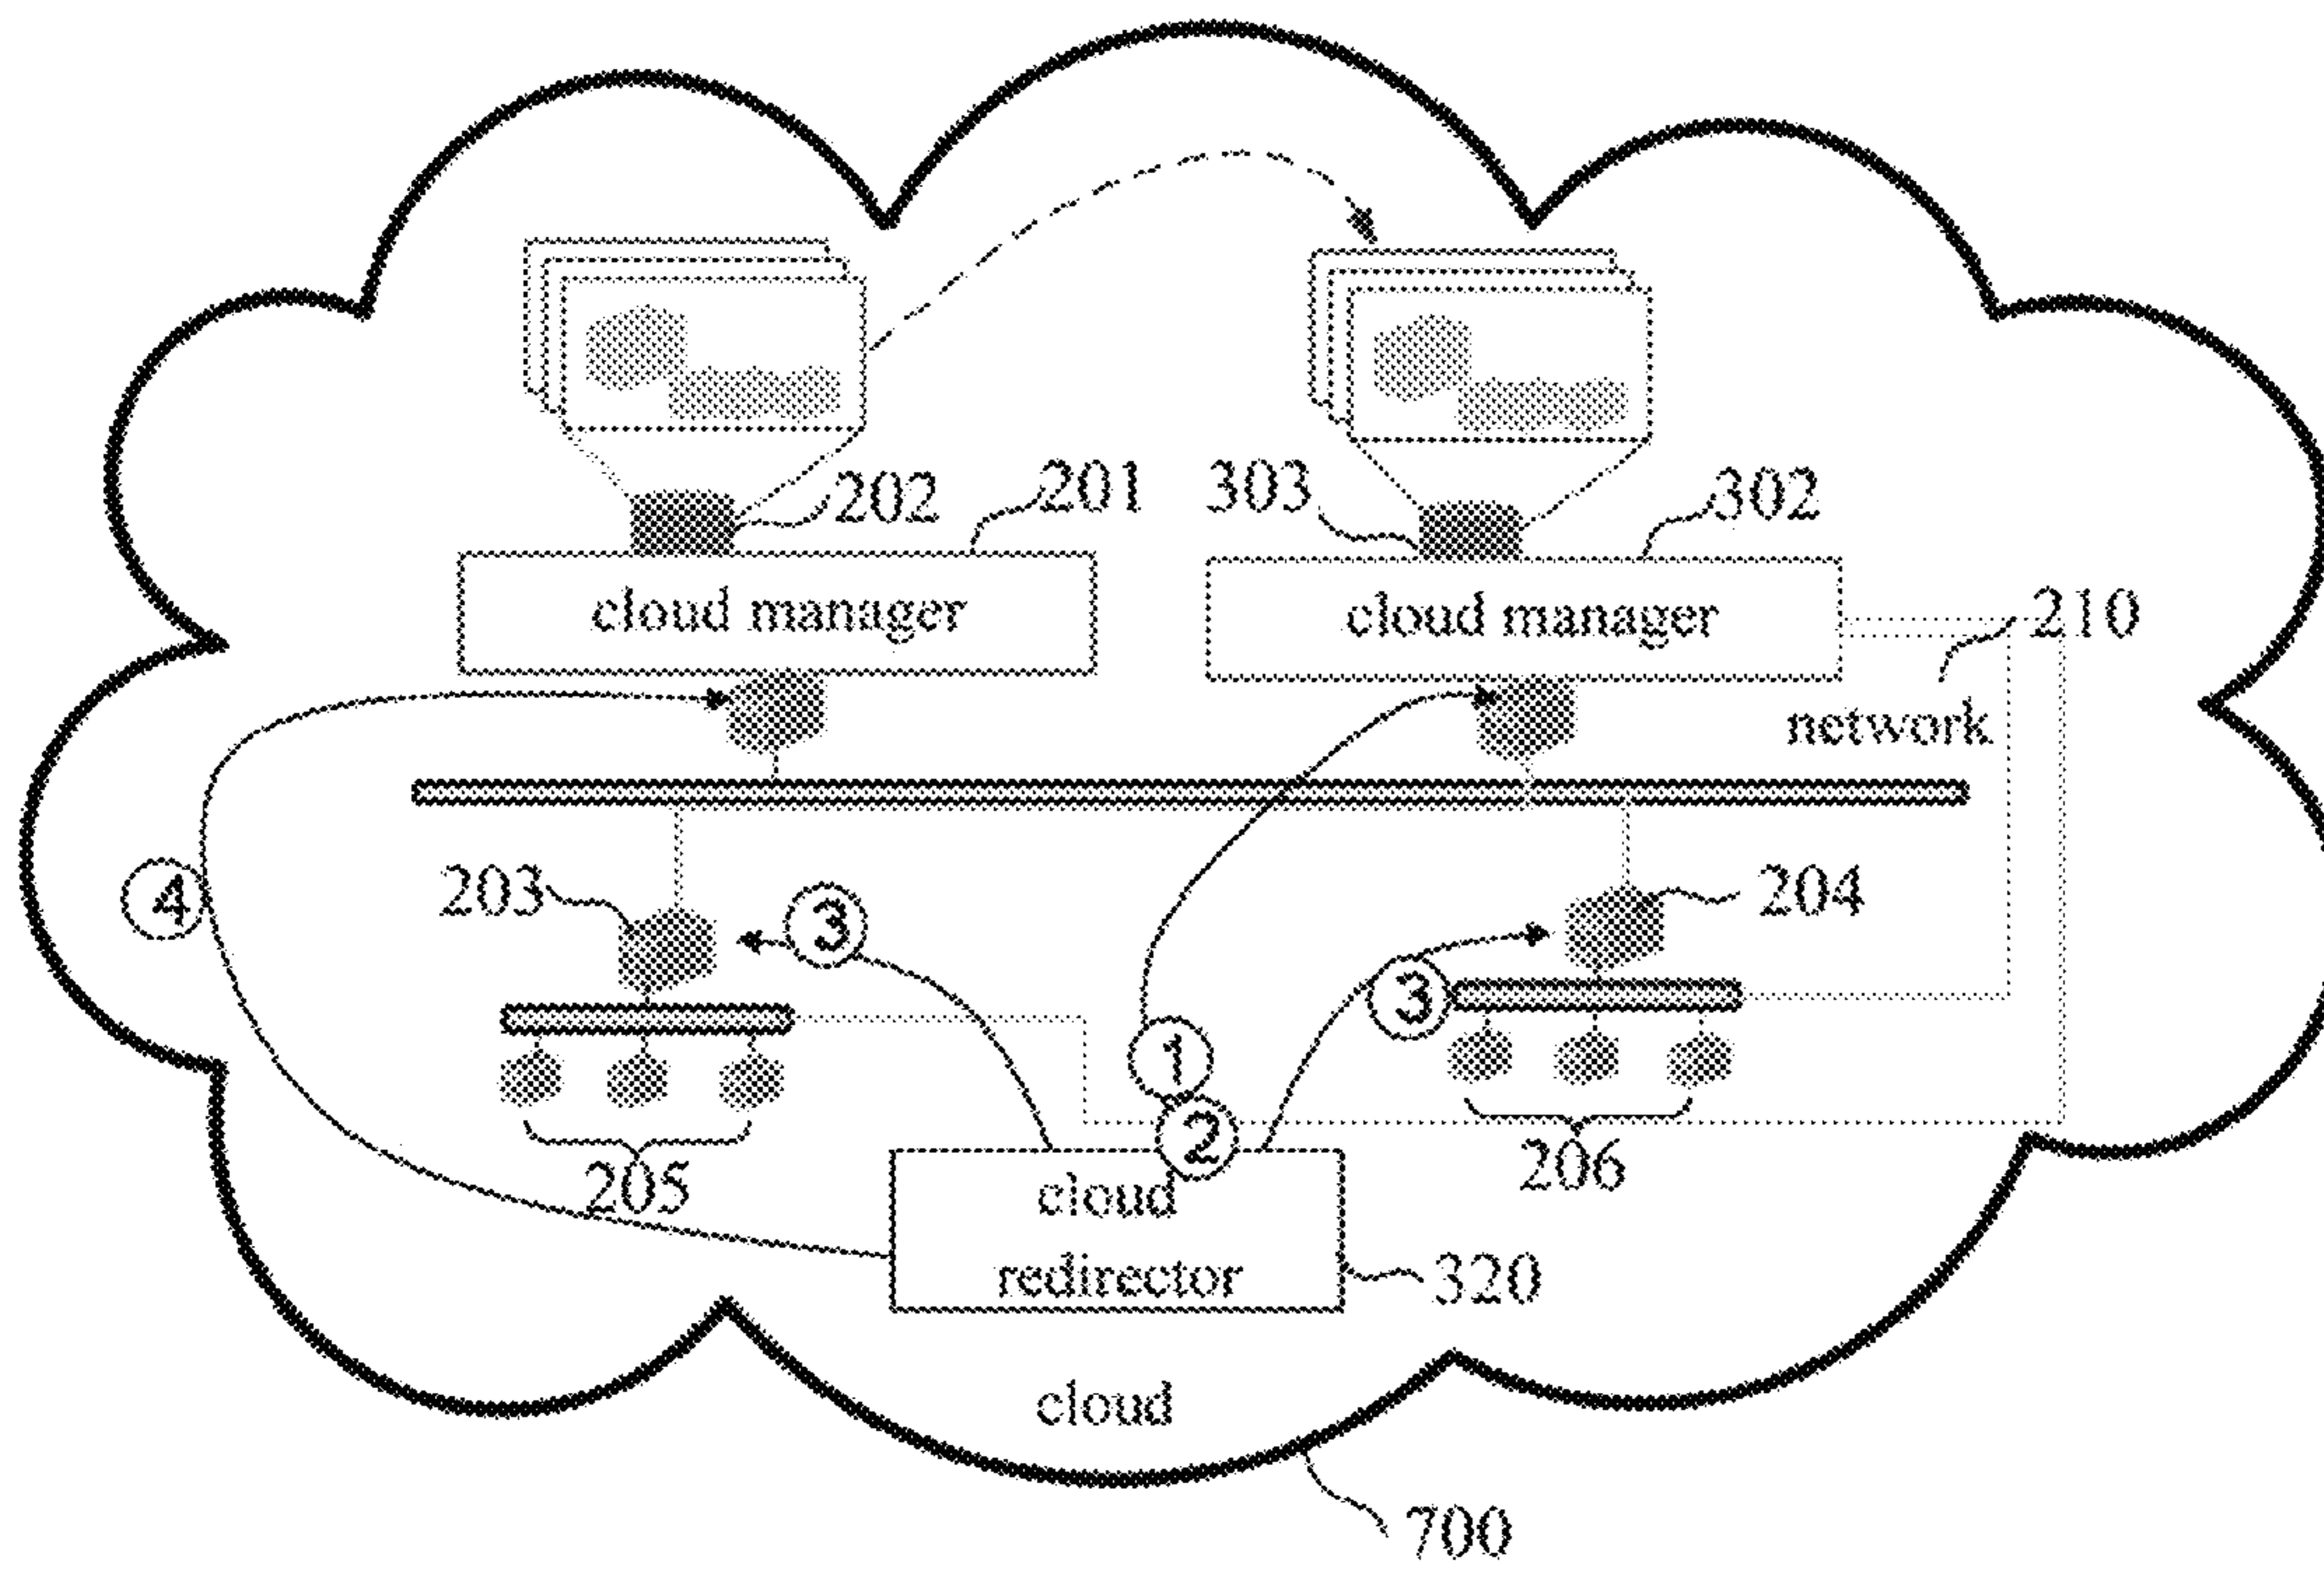 202
201
303
302
cloud manager
cloud manager
210
network
④
203
③
204
③
①
②
205
206
cloud
redirector
320
cloud
700